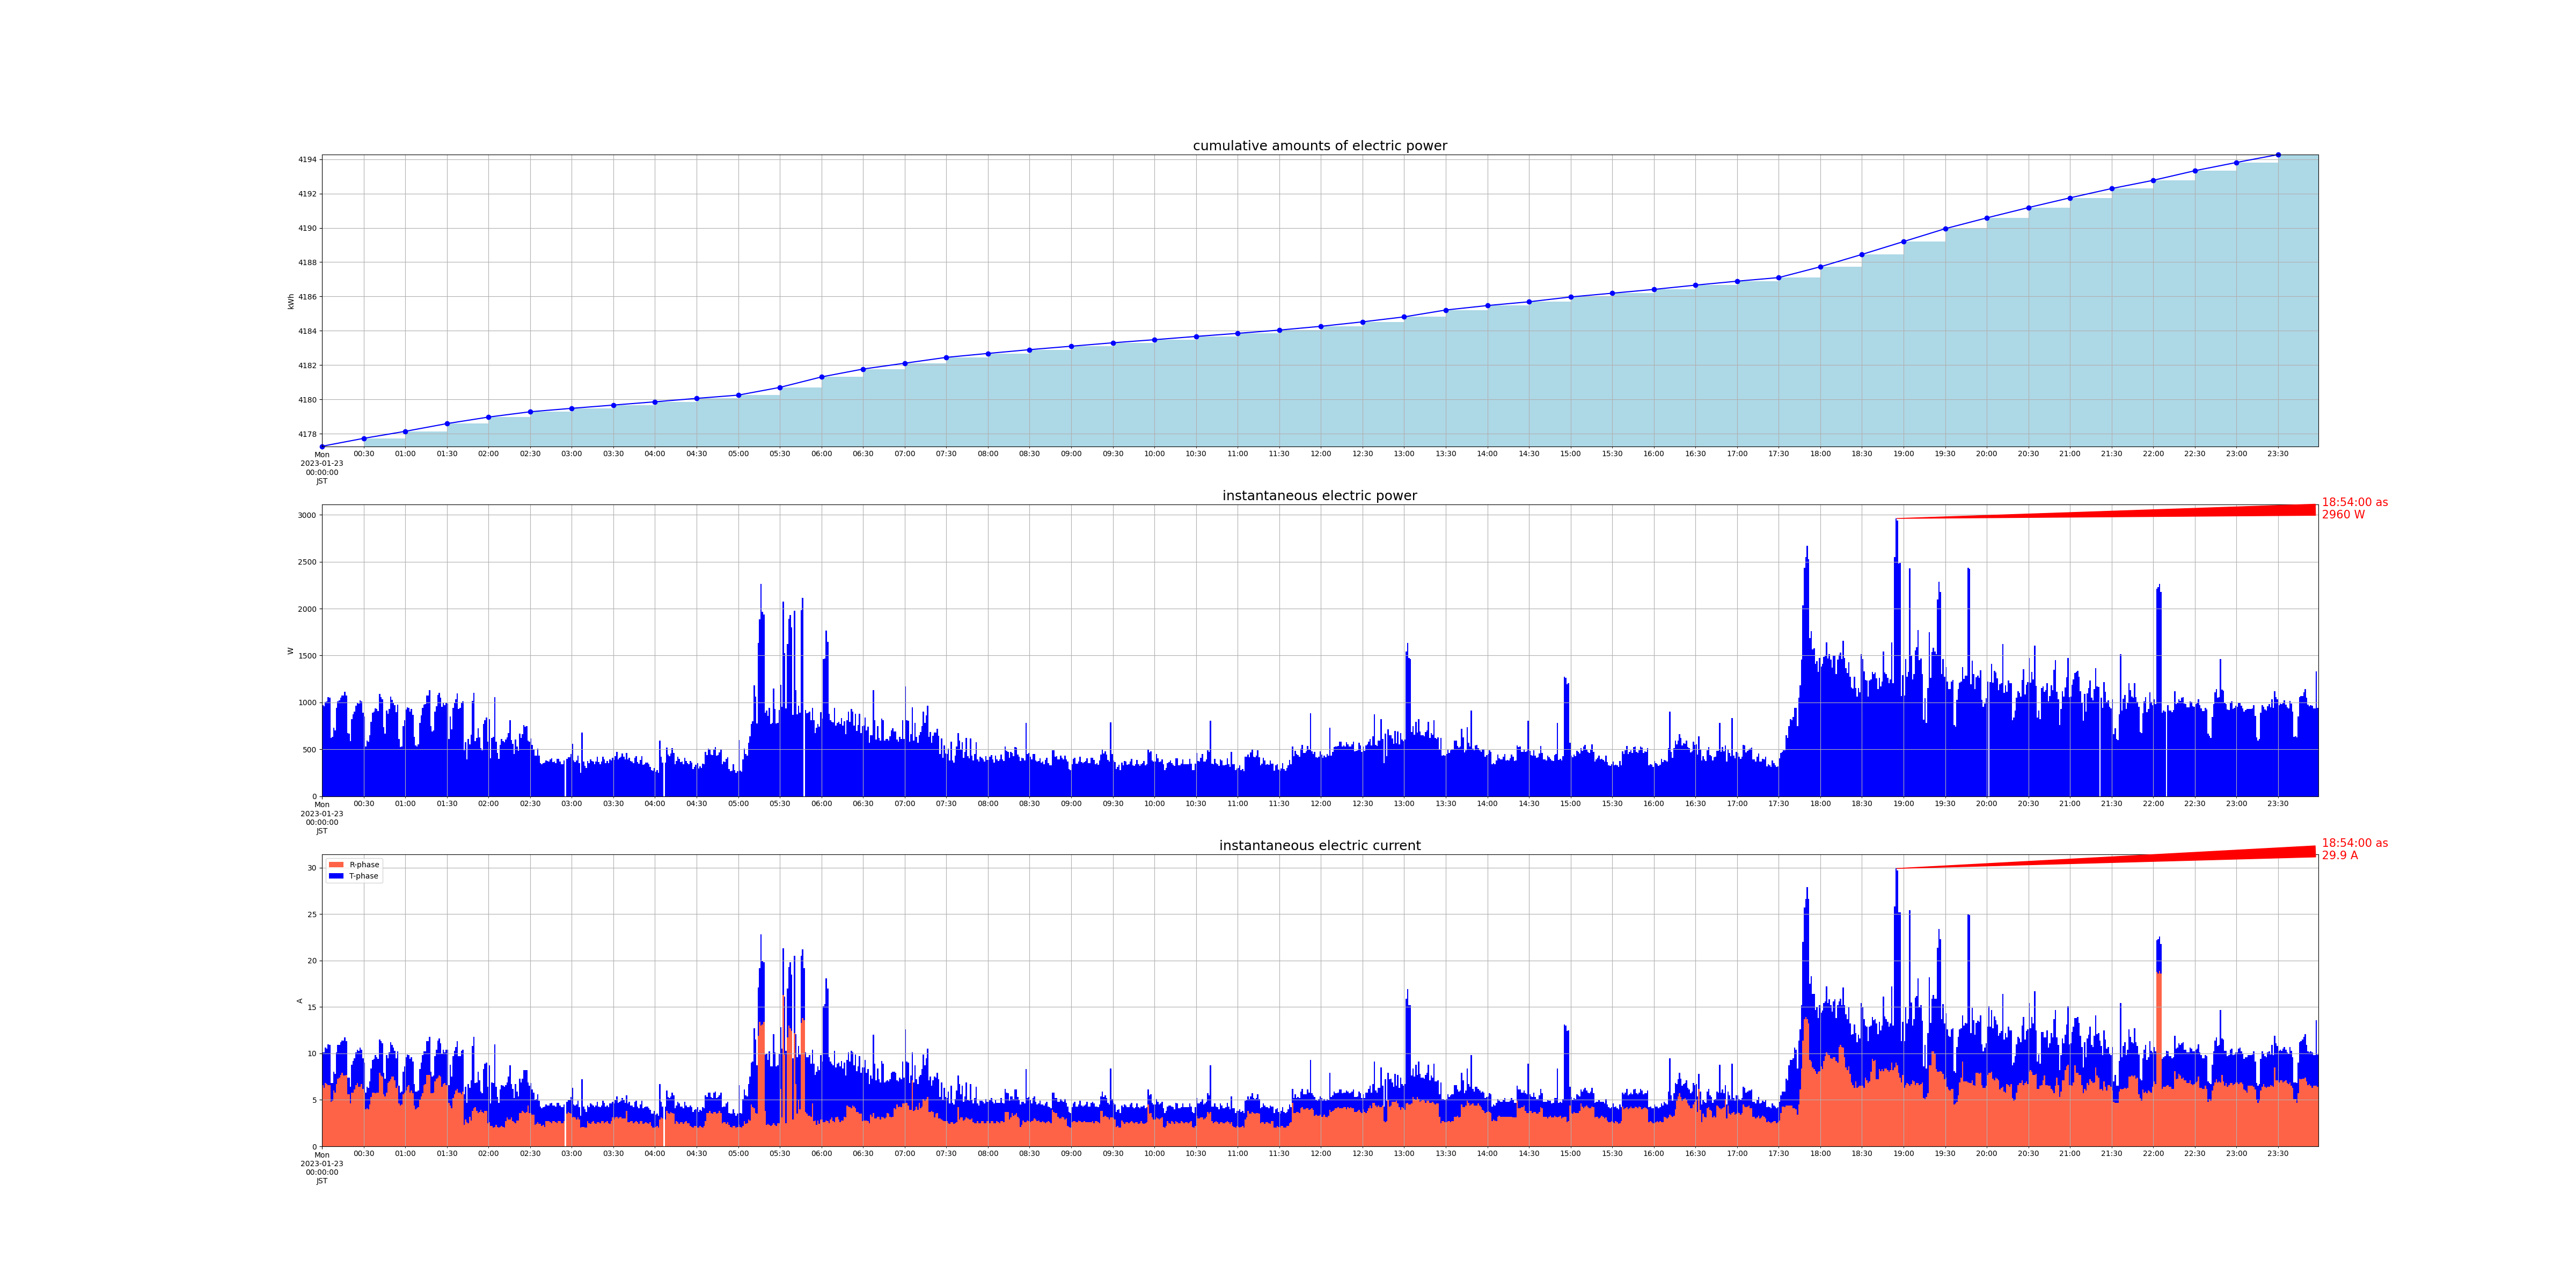 cumulative amounts of electric power
4194
4192
4190
4188
4186
4184
4182
4180
4178
kWh
Mon
2023-01-23
00:00:00
JST
00:30 01:00 01:30 02:00 02:30 03:00 03:30 04:00 04:30 05:00 05:30 06:00 06:30 07:00 07:30 08:00 08:30 09:00 09:30 10:00 10:30 11:00 11:30 12:00 12:30 13:00 13:30 14:00 14:30 15:00 15:30 16:00 16:30 17:00 17:30 18:00 18:30 19:00 19:30 20:00 20:30 21:00 21:30 22:00 22:30 23:00 23:30
instantaneous electric power
18:54:00 as
2960 W
3000
2500
2000
1500
1000
500
0
W
Mon
2023-01-23
00:00:00
JST
00:30 01:00 01:30 02:00 02:30 03:00 03:30 04:00 04:30 05:00 05:30 06:00 06:30 07:00 07:30 08:00 08:30 09:00 09:30 10:00 10:30 11:00 11:30 12:00 12:30 13:00 13:30 14:00 14:30 15:00 15:30 16:00 16:30 17:00 17:30 18:00 18:30 19:00 19:30 20:00 20:30 21:00 21:30 22:00 22:30 23:00 23:30
instantaneous electric current
18:54:00 as
29.9 A
R-phase
T-phase
30
25
20
15
10
5
0
A
Mon
2023-01-23
00:00:00
JST
00:30 01:00 01:30 02:00 02:30 03:00 03:30 04:00 04:30 05:00 05:30 06:00 06:30 07:00 07:30 08:00 08:30 09:00 09:30 10:00 10:30 11:00 11:30 12:00 12:30 13:00 13:30 14:00 14:30 15:00 15:30 16:00 16:30 17:00 17:30 18:00 18:30 19:00 19:30 20:00 20:30 21:00 21:30 22:00 22:30 23:00 23:30